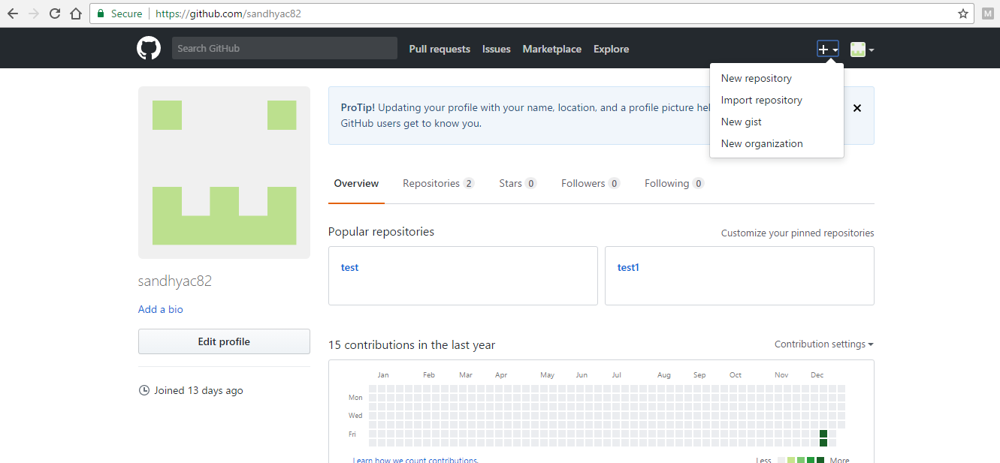 Secure https://github.com/sandhyac82
M
Search GitHub Pull requests Issues Marketplace Explore
New repository
Import repository
New gist
New organization
ProTip! Updating your profile with your name, location, and a profile picture
GitHub users get to know you.
Overview Repositories 2 Stars 0 Followers 0 Following 0
Popular repositories Customize your pinned repositories
test test1
sandhyac82
Add a bio
Edit profile
Joined 13 days ago
15 contributions in the last year Contribution settings
Jan Feb Mar Apr May Jun Jul Aug Sep Oct Nov Dec
Mon
Wed
Fri
Learn how we count contributions. Less More